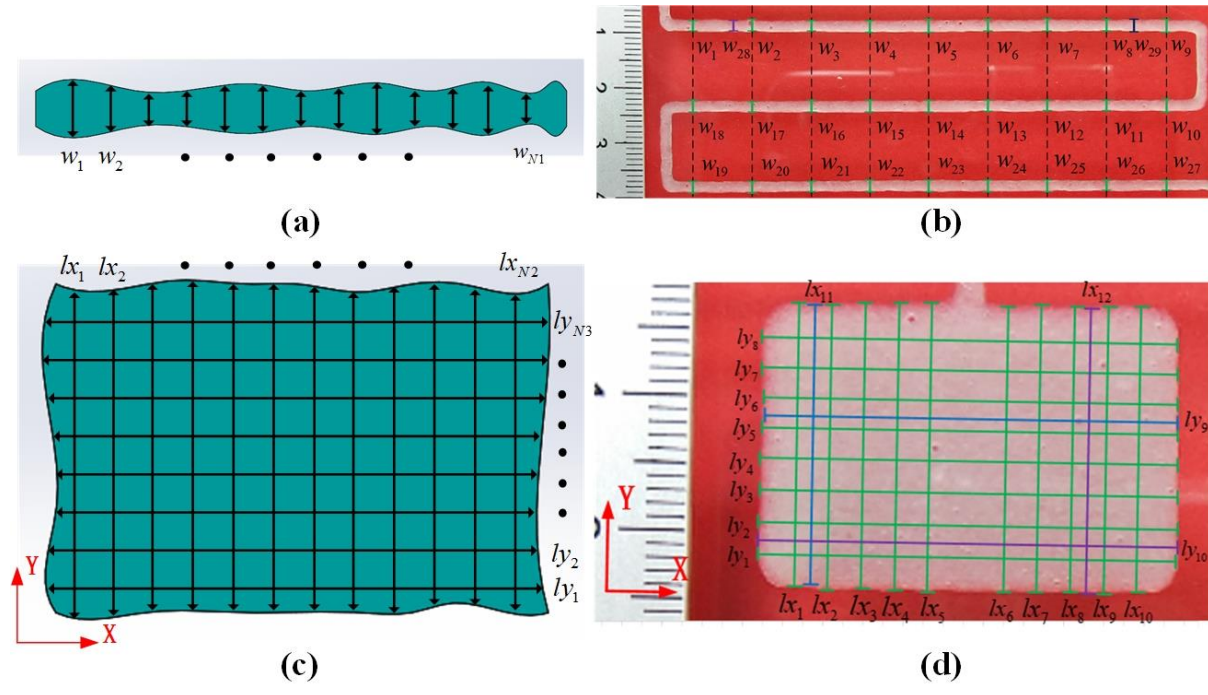 w1 w2 wN1
(a)
1
w1 w28 w2 w3 w4 w5 w6 w7 w8 w29 w9
2
w18 w17 w16 w15 w14 w13 w12 w11 w10
3
w19 w20 w21 w22 w23 w24 w25 w26 w27
(b)
lx1 lx2 lxN2
lyN3
ly2
ly1
Y
X
(c)
lx11 lx12
ly8
ly7
ly6
ly9
ly5
ly4
ly3
ly2
ly10
ly1
Y
X
lx1 lx2 lx3 lx4 lx5 lx6 lx7 lx8 lx9 lx10
(d)